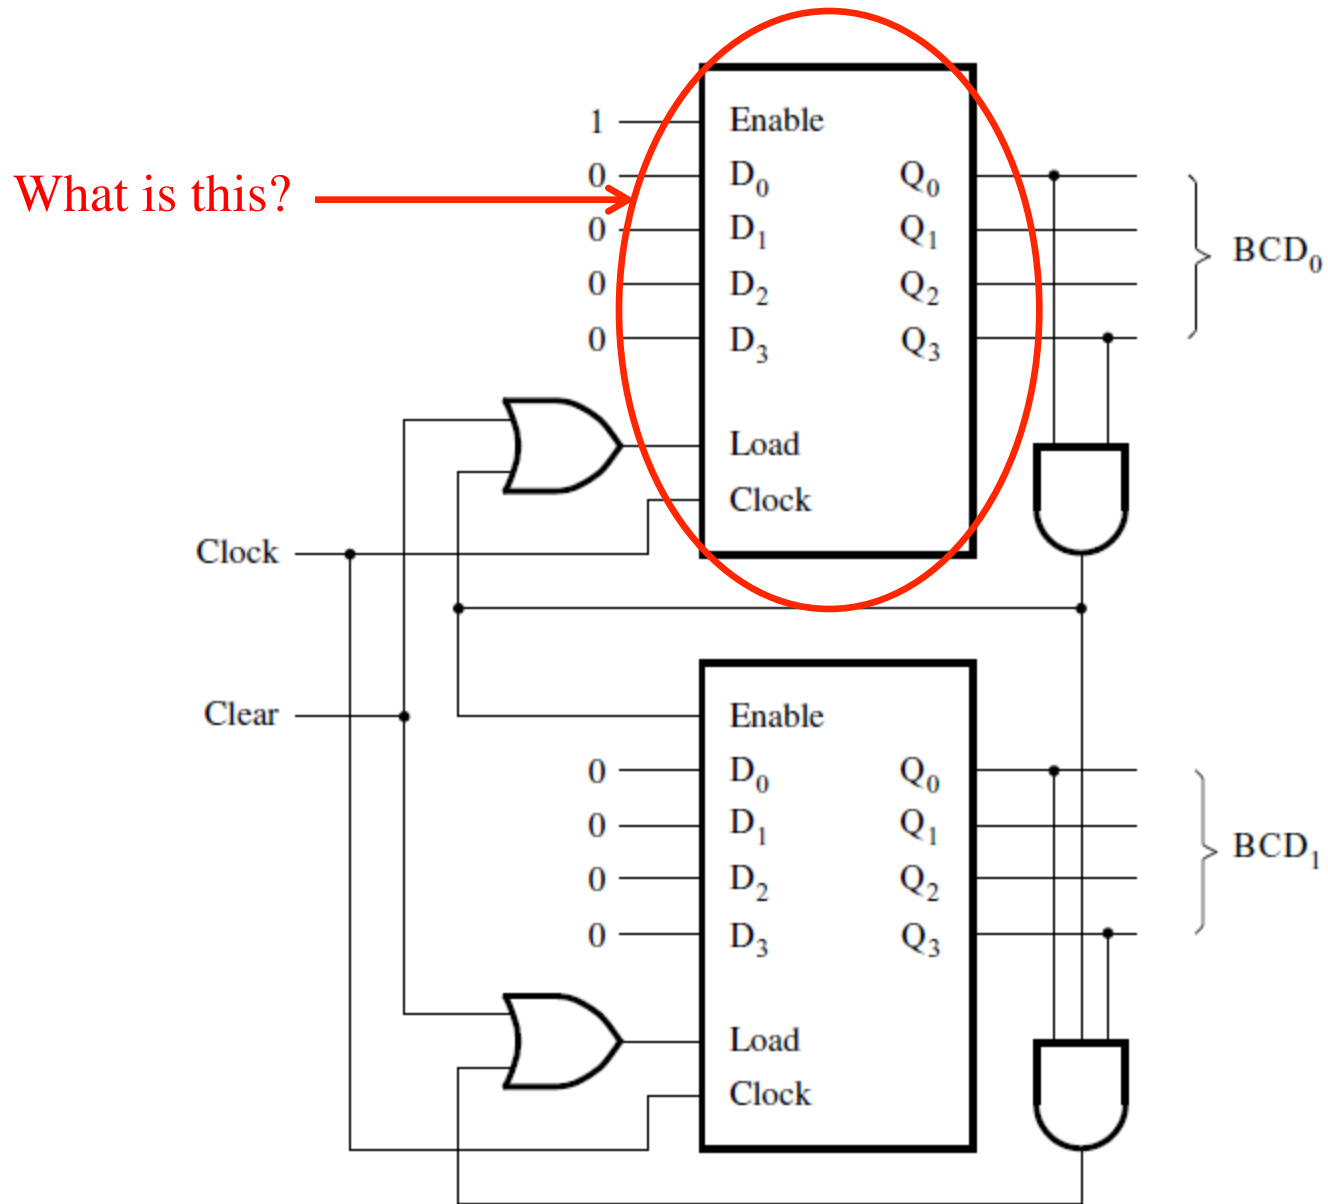 1 Enable
What is this? 0 D₀ Q₀
0 D₁ Q₁ BCD₀
0 D₂ Q₂
0 D₃ Q₃
Load
Clock
Clock
Clear Enable
0 D₀ Q₀
0 D₁ Q₁ BCD₁
0 D₂ Q₂
0 D₃ Q₃
Load
Clock